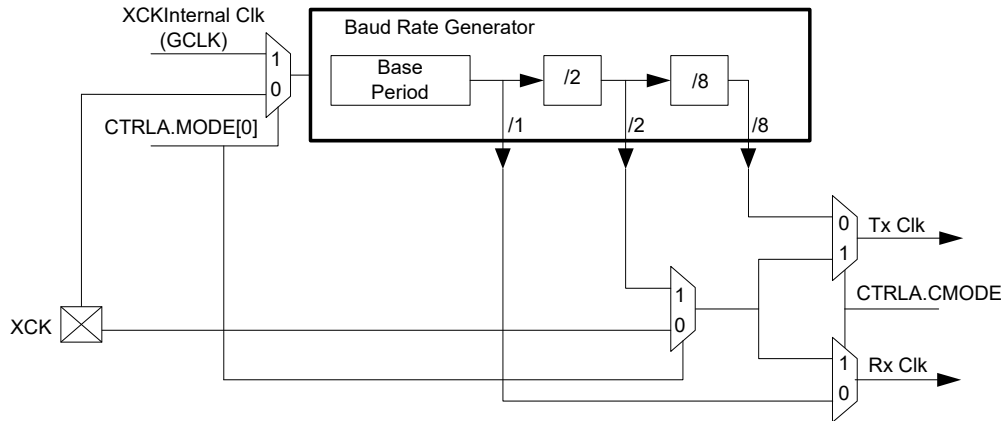 XCKInternal Clk
(GCLK)
Baud Rate Generator
1
0
Base
Period
/2
/8
CTRLA.MODE[0]
/1
/2
/8
0
1
Tx Clk
1
0
CTRLA.CMODE
XCK
1
0
Rx Clk